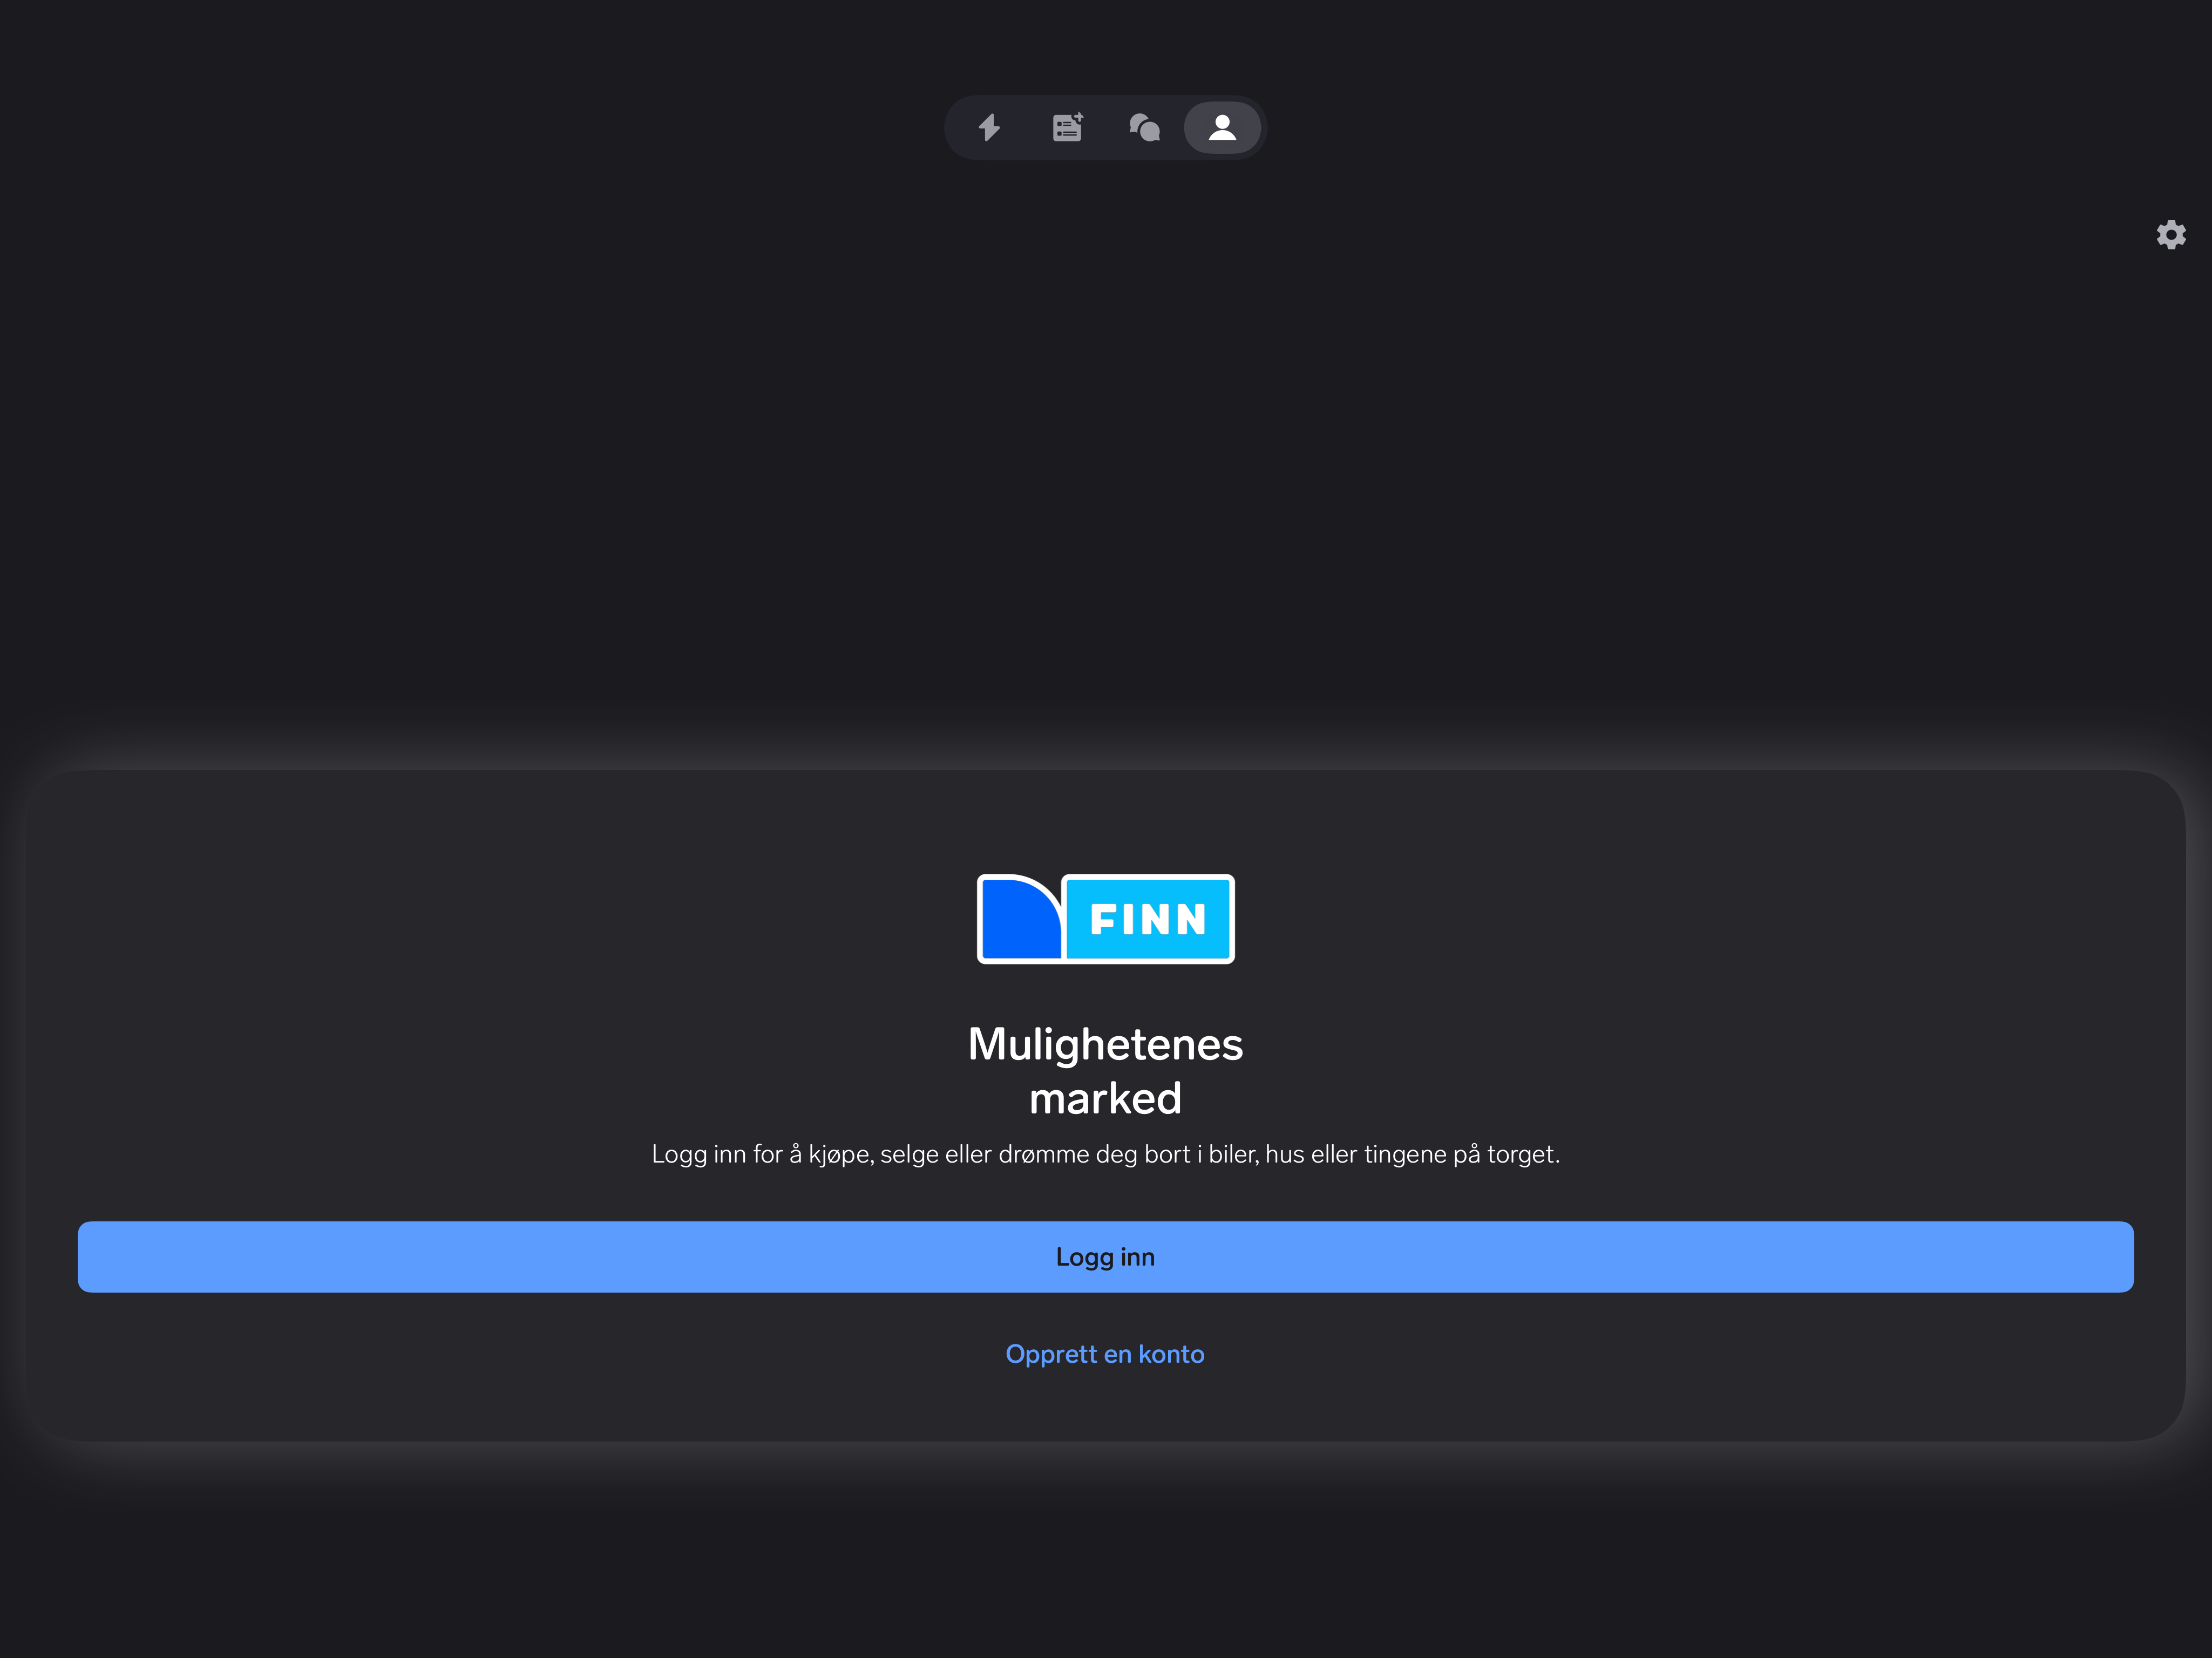 FINN
Mulighetenes
marked
Logg inn for å kjøpe, selge eller drømme deg bort i biler, hus eller tingene på torget.
Logg inn
Opprett en konto